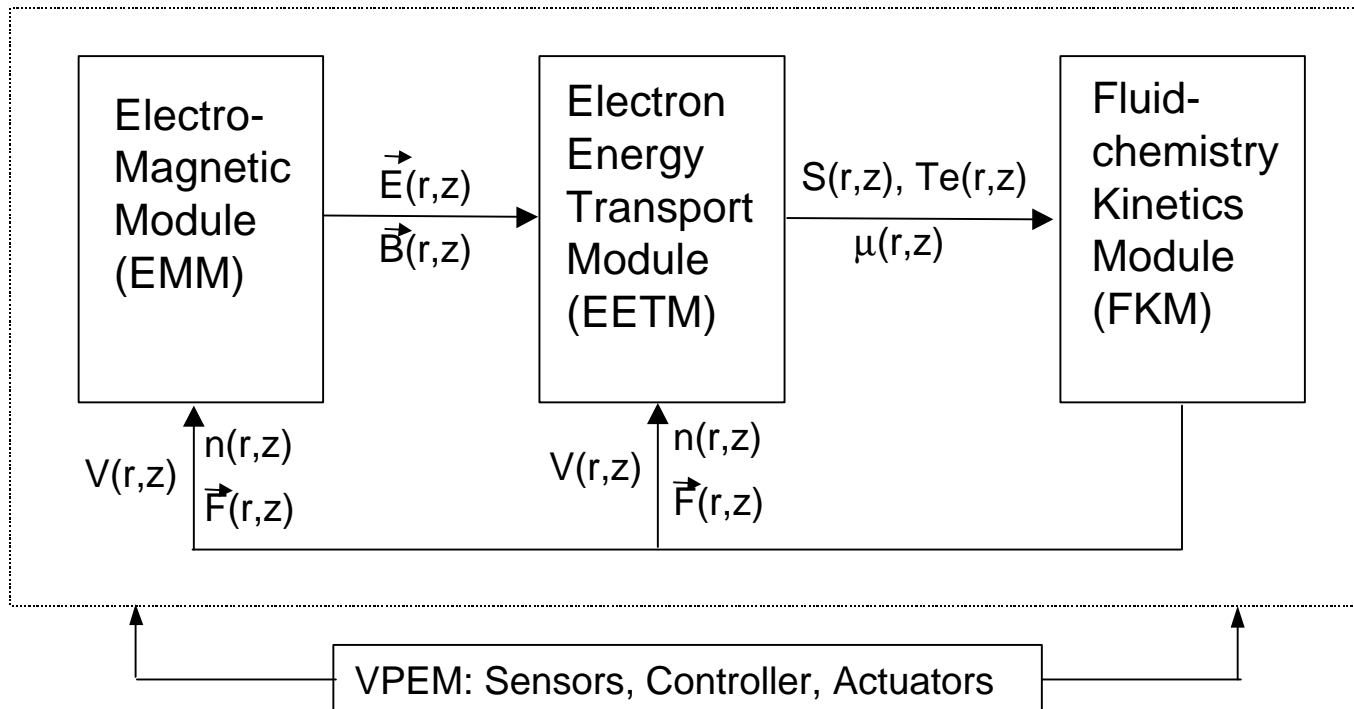 Electro-
Magnetic
Module
(EMM)
E(r,z)
B(r,z)
Electron
Energy
Transport
Module
(EETM)
S(r,z), Te(r,z)
μ(r,z)
Fluid-
chemistry
Kinetics
Module
(FKM)
V(r,z)
n(r,z)
F(r,z)
V(r,z)
n(r,z)
F(r,z)
VPEM: Sensors, Controller, Actuators